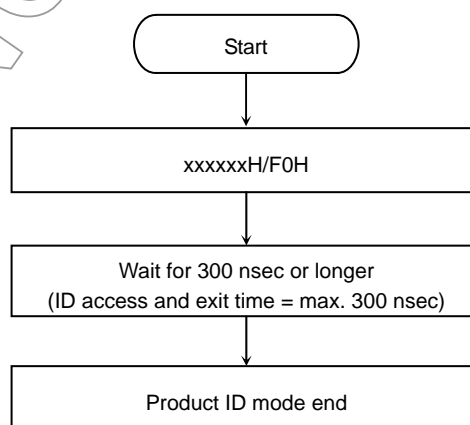 Start
xxxxxxH/F0H
Wait for 300 nsec or longer
(ID access and exit time = max. 300 nsec)
Product ID mode end